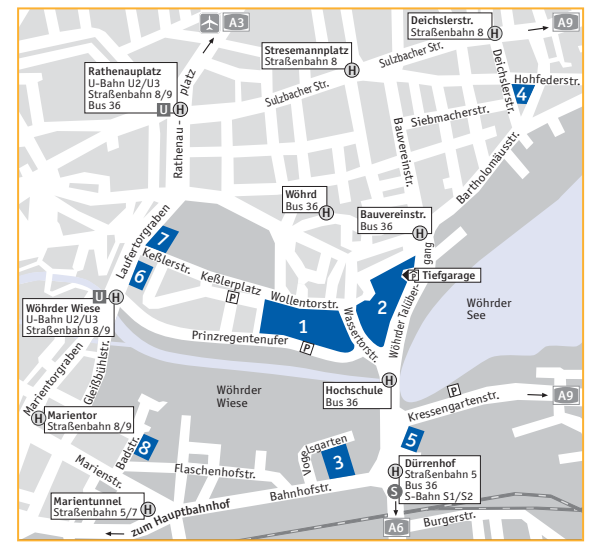 A3
Deichslerstr.
Straßenbahn 8
H
A9
Stresemannplatz
Straßenbahn 8
H
Sulzbacher Str.
Rathenauplatz
U-Bahn U2/U3
Straßenbahn 8/9
Bus 36
U H
Rathenau - platz
Sulzbacher Str.
Deichslerstr.
Hohfederstr.
4
Siebmacherstr.
Bauvereinstr.
Bartholomäusstr.
Wöhrd
Bus 36
H
Bauvereinstr.
Bus 36
H
Laufertorgraben
7
Keßlerstr.
6
Keßlerplatz
P
Wollentorstr.
1
2
P
Tiefgarage
Wöhrder Talübergang
Wassertorstr.
Wöhrder
See
U H
Wöhrder Wiese
U-Bahn U2/U3
Straßenbahn 8/9
Prinzregentenufer
P
Marientorgraben
Gleißbühlstr.
Wöhrder
Wiese
Hochschule
Bus 36
H
P
Kressengartenstr.
A9
H
Marientor
Straßenbahn 8/9
Badstr.
8
Marienstr.
Flaschenhofstr.
Vogelsgarten
3
5
Bahnhofstr.
H
S
Dürrenhof
Straßenbahn 5
Bus 36
S-Bahn S1/S2
Marientunnel
Straßenbahn 5/7
H
zum Hauptbahnhof
A6
Burgerstr.